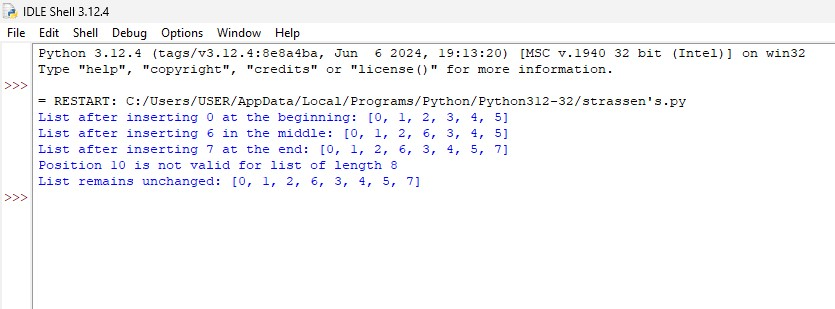 IDLE Shell 3.12.4
File Edit Shell Debug Options Window Help
Python 3.12.4 (tags/v3.12.4:8e8a4ba, Jun  6 2024, 19:13:20) [MSC v.1940 32 bit (Intel)] on win32
Type "help", "copyright", "credits" or "license()" for more information.
>>>
= RESTART: C:/Users/USER/AppData/Local/Programs/Python/Python312-32/strassen's.py
List after inserting 0 at the beginning: [0, 1, 2, 3, 4, 5]
List after inserting 6 in the middle: [0, 1, 2, 6, 3, 4, 5]
List after inserting 7 at the end: [0, 1, 2, 6, 3, 4, 5, 7]
Position 10 is not valid for list of length 8
List remains unchanged: [0, 1, 2, 6, 3, 4, 5, 7]
>>>